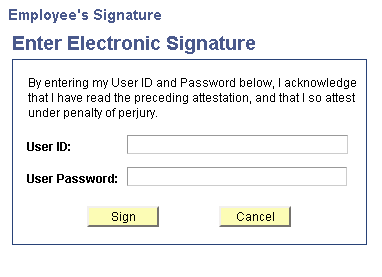 Employee's Signature
Enter Electronic Signature
By entering my User ID and Password below, I acknowledge
that I have read the preceding attestation, and that I so attest
under penalty of perjury.
User ID:
User Password:
Sign Cancel